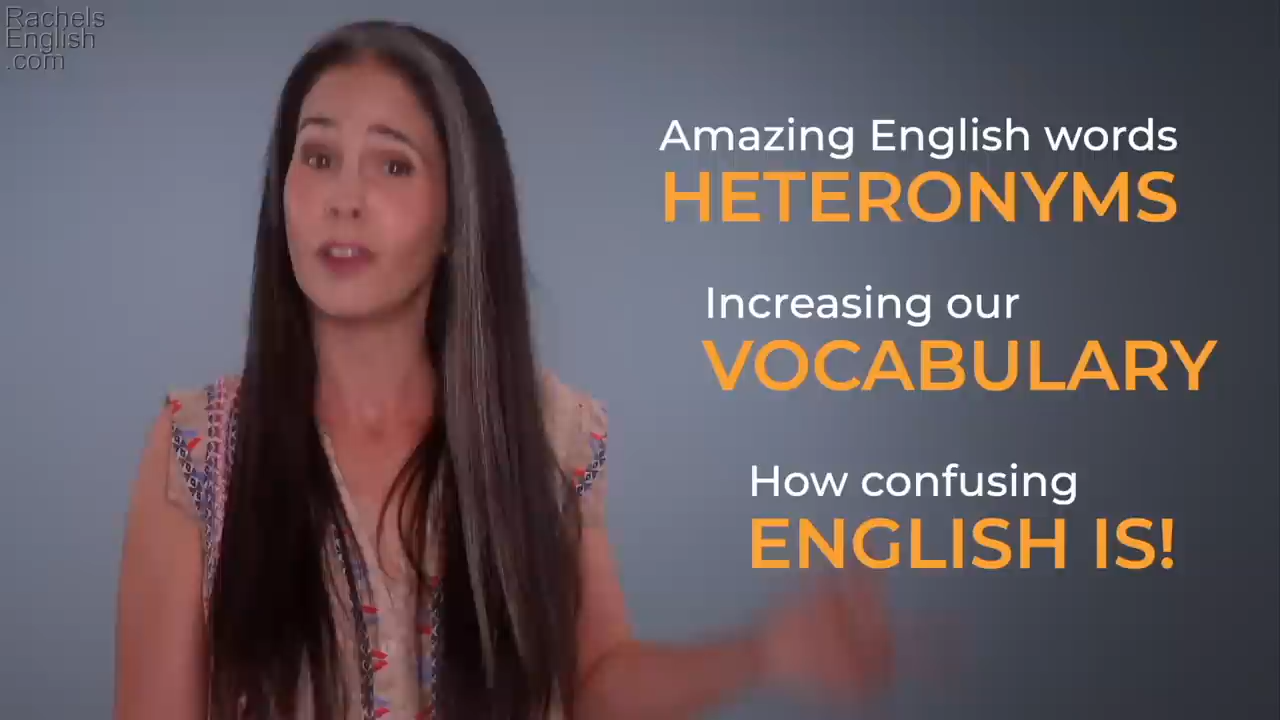 Rachels
English
.com
Amazing English words
HETERONYMS
Increasing our
VOCABULARY
How confusing
ENGLISH IS!